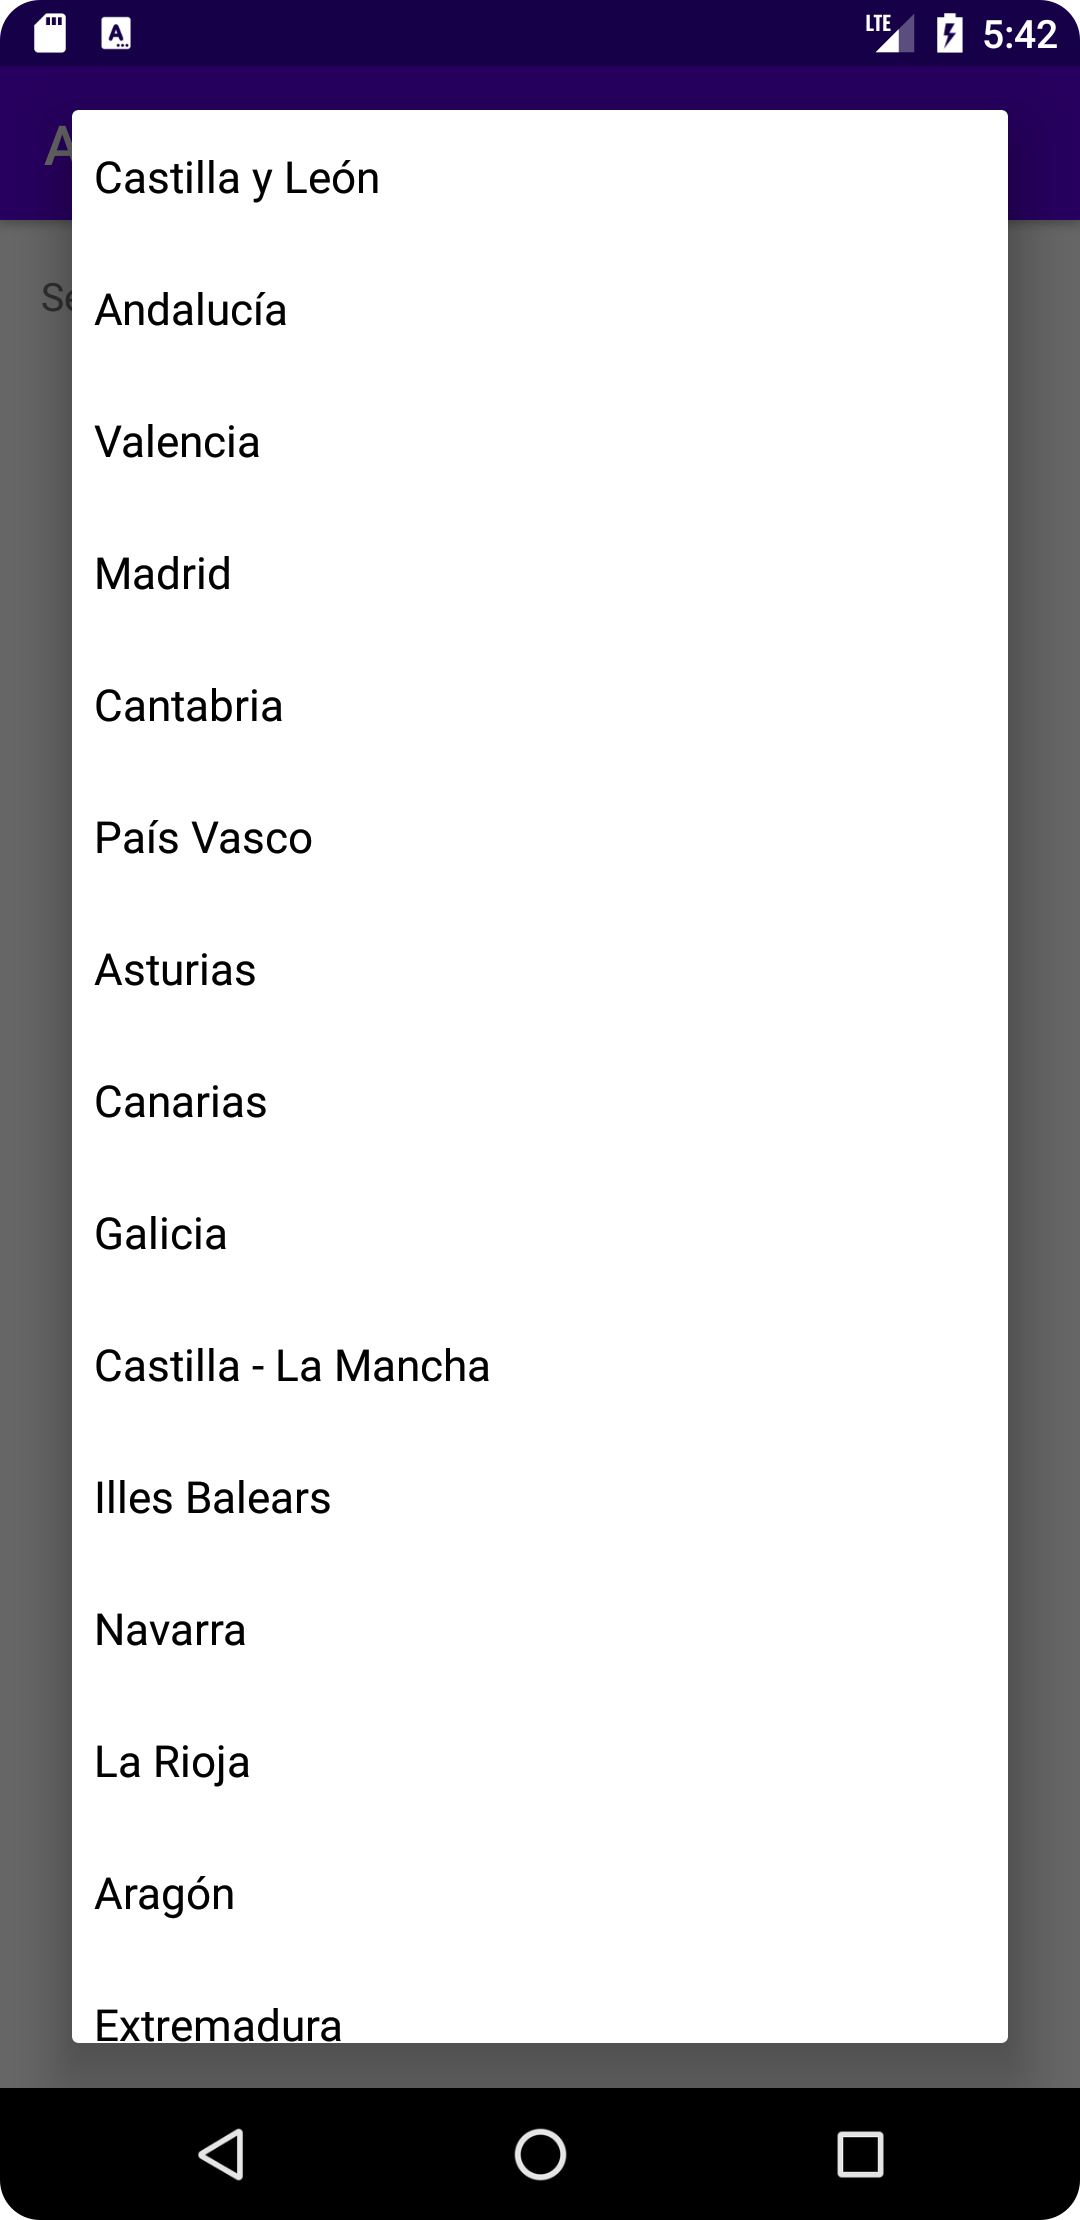 LTE 5:42
Castilla y León
Andalucía
Valencia
Madrid
Cantabria
País Vasco
Asturias
Canarias
Galicia
Castilla - La Mancha
Illes Balears
Navarra
La Rioja
Aragón
Extremadura